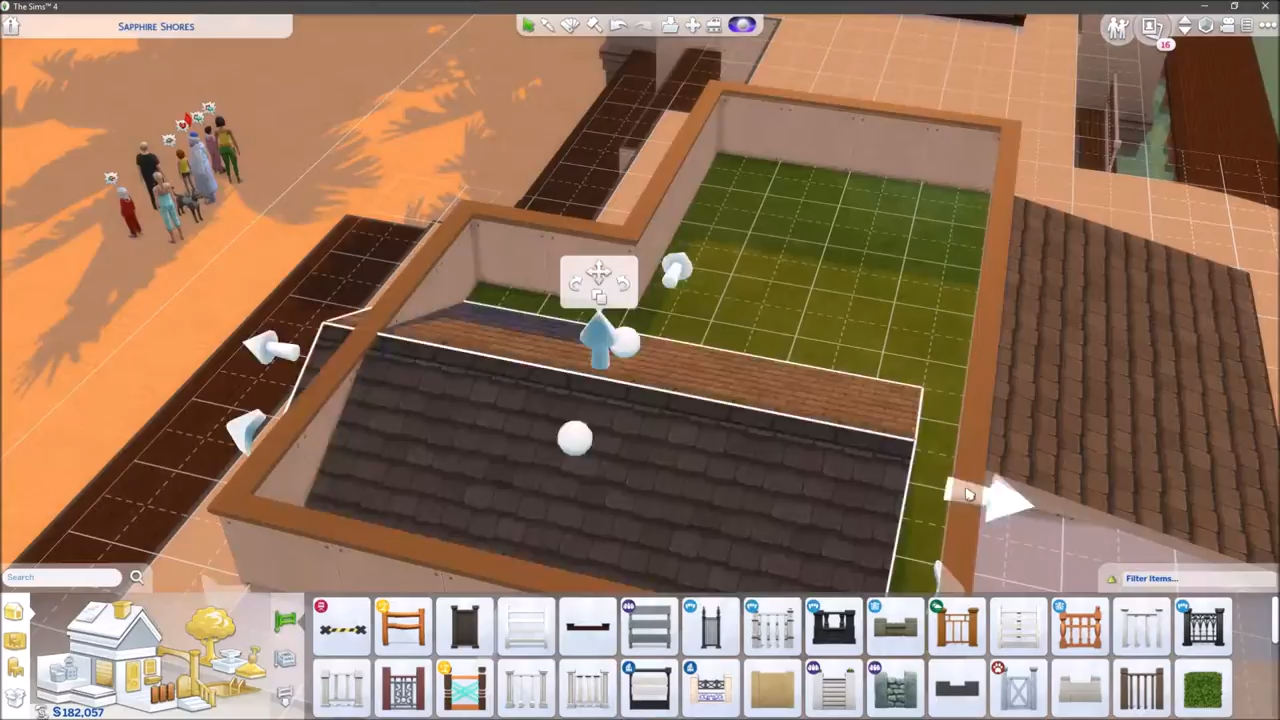 The Sims™ 4
SAPPHIRE SHORES
16
Search
Filter Items...
§182,057